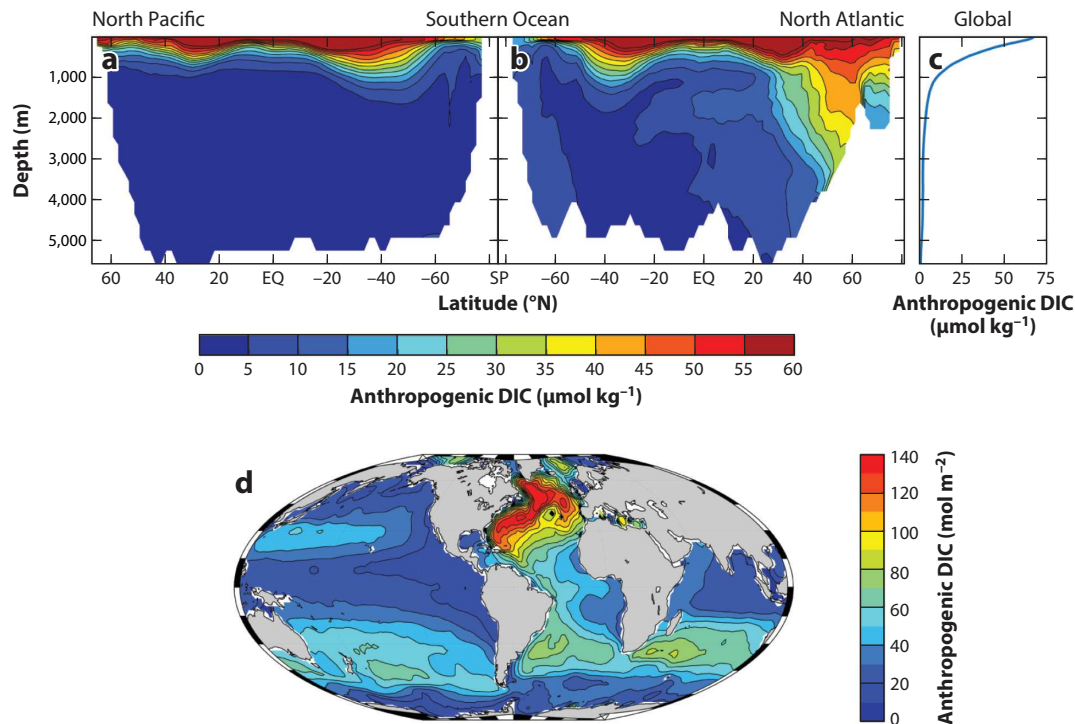 North Pacific Southern Ocean North Atlantic Global
a b c
Depth (m)
1,000
2,000
3,000
4,000
5,000
60 40 20 EQ –20 –40 –60 SP –60 –40 –20 EQ 20 40 60 0 25 50 75
Latitude (°N)
Anthropogenic DIC
(μmol kg–1)
0 5 10 15 20 25 30 35 40 45 50 55 60
Anthropogenic DIC (μmol kg–1)
d
140
120
100
80
60
40
20
0
Anthropogenic DIC (mol m–2)